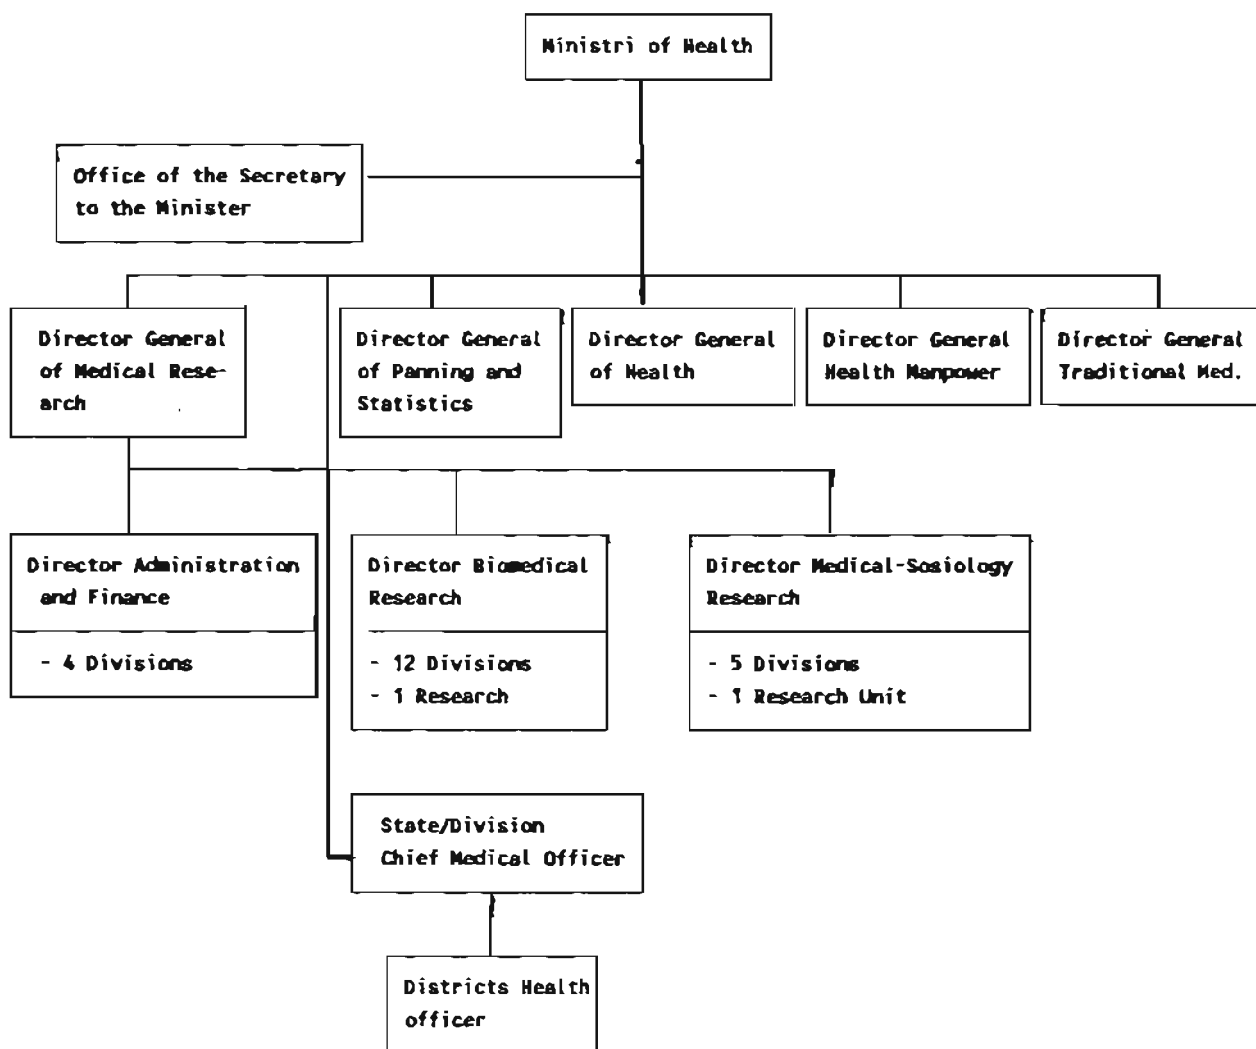 Ministri of Health
Office of the Secretary
to the Minister
Director General
of Medical Rese-
arch
Director General
of Panning and
Statistics
Director General
of Health
Director General
Health Manpower
Director General
Traditional Med.
Director Administration
and Finance
- 4 Divisions
Director Biomedical
Research
- 12 Divisions
- 1 Research
Director Medical-Sosiology
Research
- 5 Divisions
- 1 Research Unit
State/Division
Chief Medical Officer
Districts Health
officer